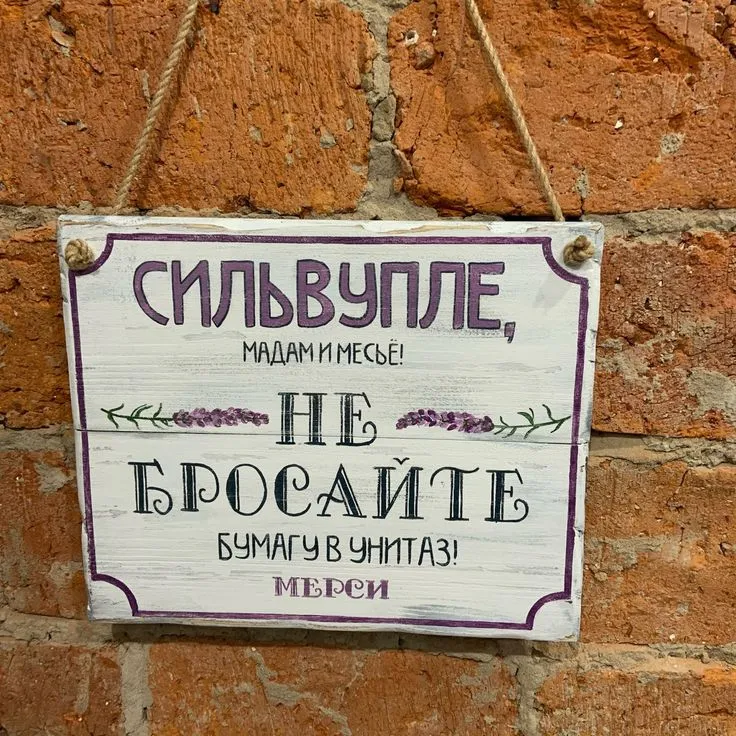 СИЛЬВУПЛЕ,
МАДАМ И МЕСЬЁ!
НЕ
БРОСАЙТЕ
БУМАГУ В УНИТАЗ!
МЕРСИ